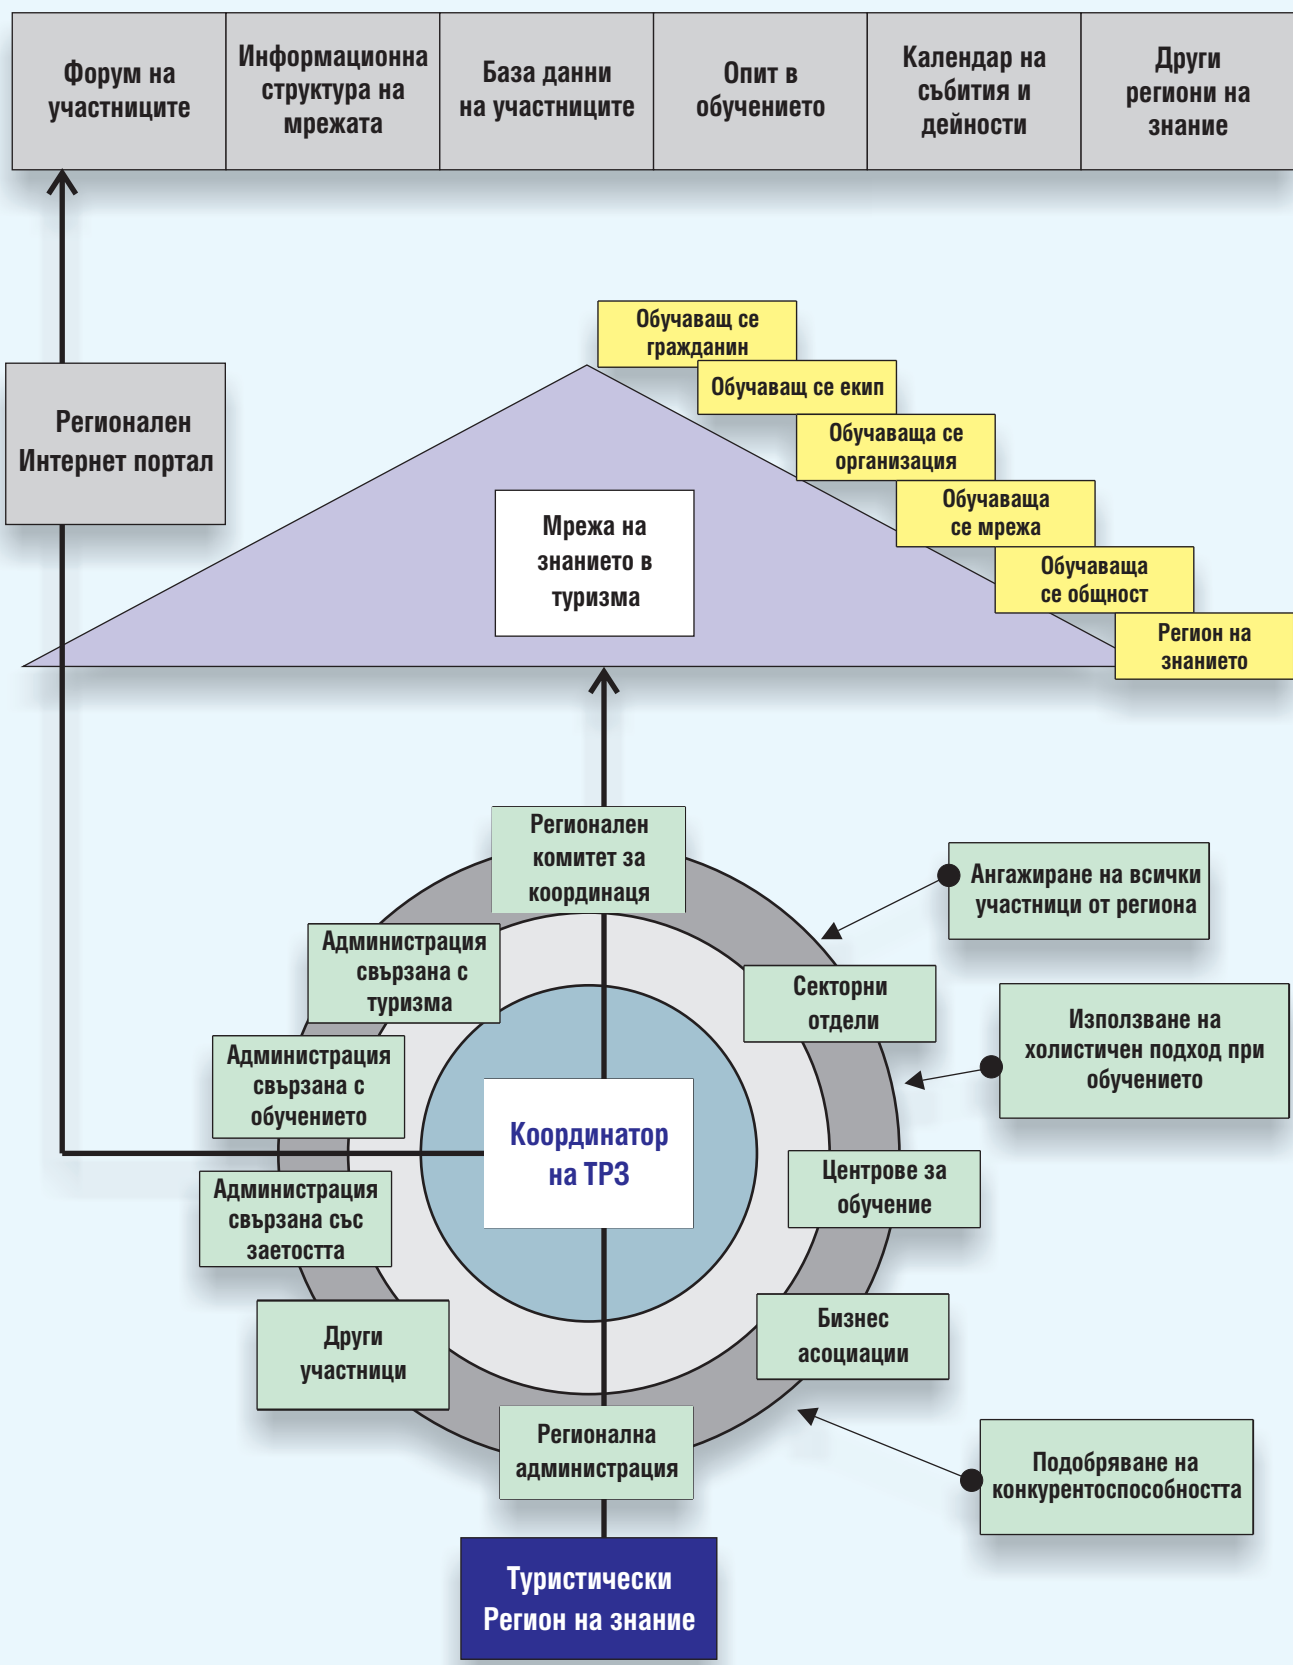 Форум на
участниците
Информационна
структура на
мрежата
База данни
на участниците
Опит в
обучението
Календар на
събития и
дейности
Други
региони на
знание
Обучаващ се
гражданин
Обучаващ се екип
Обучаваща се
организация
Обучаваща
се мрежа
Обучаваща
се общност
Регион на
знанието
Регионален
Интернет портал
Мрежа на
знанието в
туризма
Регионален
комитет за
координаця
Ангажиране на всички
участници от региона
Администрация
свързана с
туризма
Секторни
отдели
Използване на
холистичен подход при
обучението
Администрация
свързана с
обучението
Координатор
на ТРЗ
Центрове за
обучение
Администрация
свързана със
заетостта
Други
участници
Бизнес
асоциации
Регионална
администрация
Подобряване на
конкурентоспособността
Туристически
Регион на знание